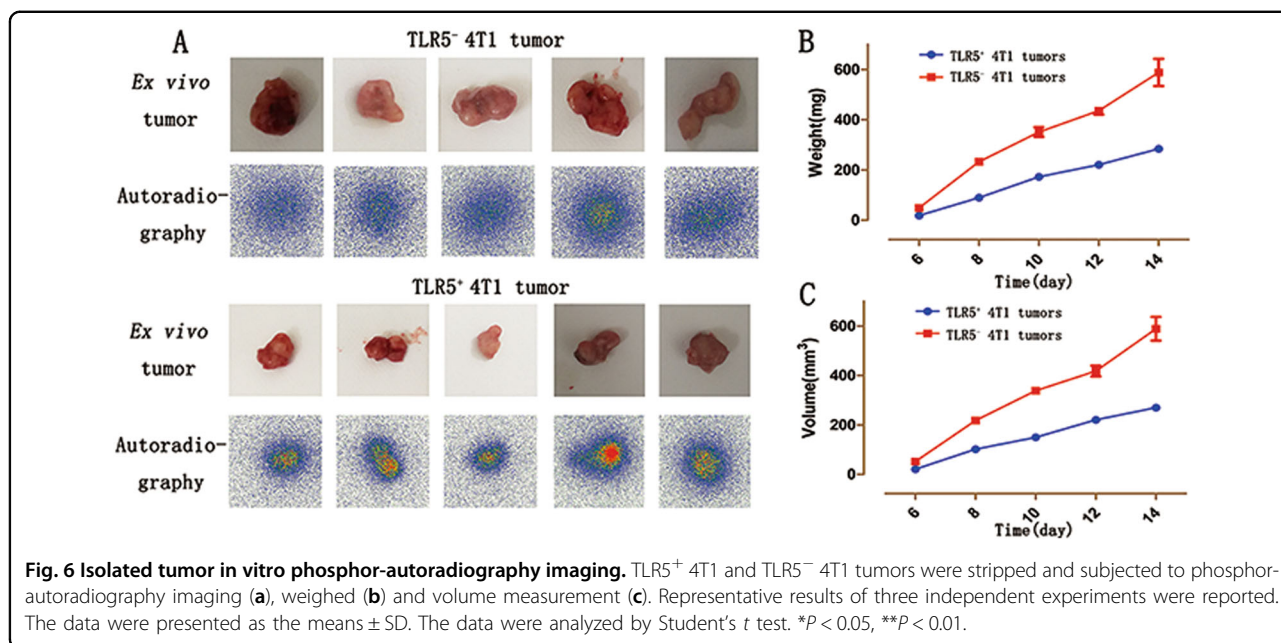 A
TLR5⁻ 4T1 tumor
Ex vivo
tumor
Autoradio-
graphy
TLR5⁺ 4T1 tumor
Ex vivo
tumor
Autoradio-
graphy
B
TLR5⁺ 4T1 tumors
TLR5⁻ 4T1 tumors
Weight(mg)
600
400
200
0
6 8 10 12 14
Time(day)
C
TLR5⁺ 4T1 tumors
TLR5⁻ 4T1 tumors
Volume(mm³)
600
400
200
0
6 8 10 12 14
Time(day)
Fig. 6 Isolated tumor in vitro phosphor-autoradiography imaging. TLR5⁺ 4T1 and TLR5⁻ 4T1 tumors were stripped and subjected to phosphor-
autoradiography imaging (a), weighed (b) and volume measurement (c). Representative results of three independent experiments were reported.
The data were presented as the means ± SD. The data were analyzed by Student's t test. *P < 0.05, **P < 0.01.